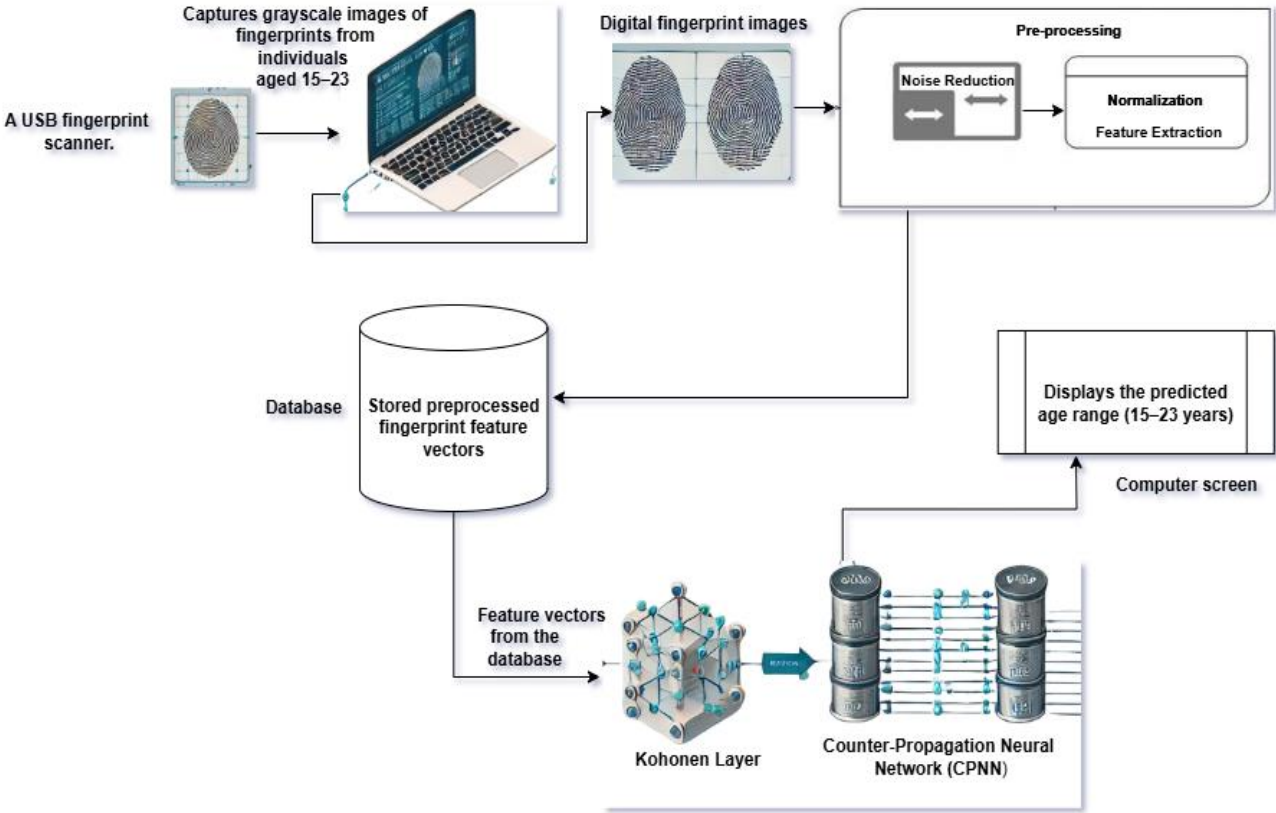 Captures grayscale images of
fingerprints from
individuals
aged 15–23
Digital fingerprint images
Pre-processing
Noise Reduction
Normalization
Feature Extraction
A USB fingerprint
scanner.
Database
Stored preprocessed
fingerprint feature
vectors
Displays the predicted
age range (15–23 years)
Computer screen
Feature vectors
from the
database
Kohonen Layer
Counter-Propagation Neural
Network (CPNN)